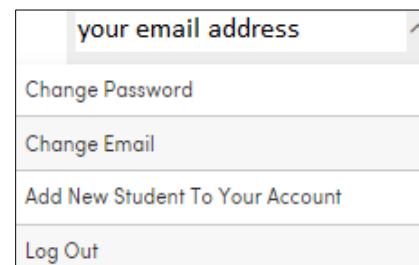 your email address
Change Password
Change Email
Add New Student To Your Account
Log Out